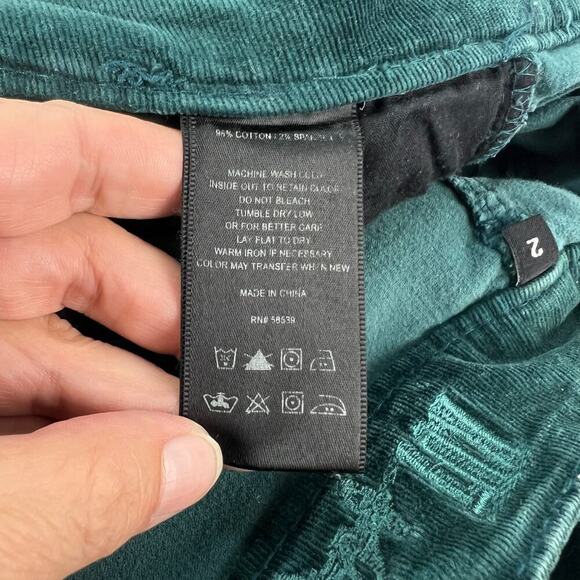 98% COTTON / 2% SPANDEX
MACHINE WASH COLD
INSIDE OUT TO RETAIN COLOR
DO NOT BLEACH
TUMBLE DRY LOW
OR FOR BETTER CARE
LAY FLAT TO DRY
WARM IRON IF NECESSARY
COLOR MAY TRANSFER WHEN NEW
MADE IN CHINA
RN# 58539
2